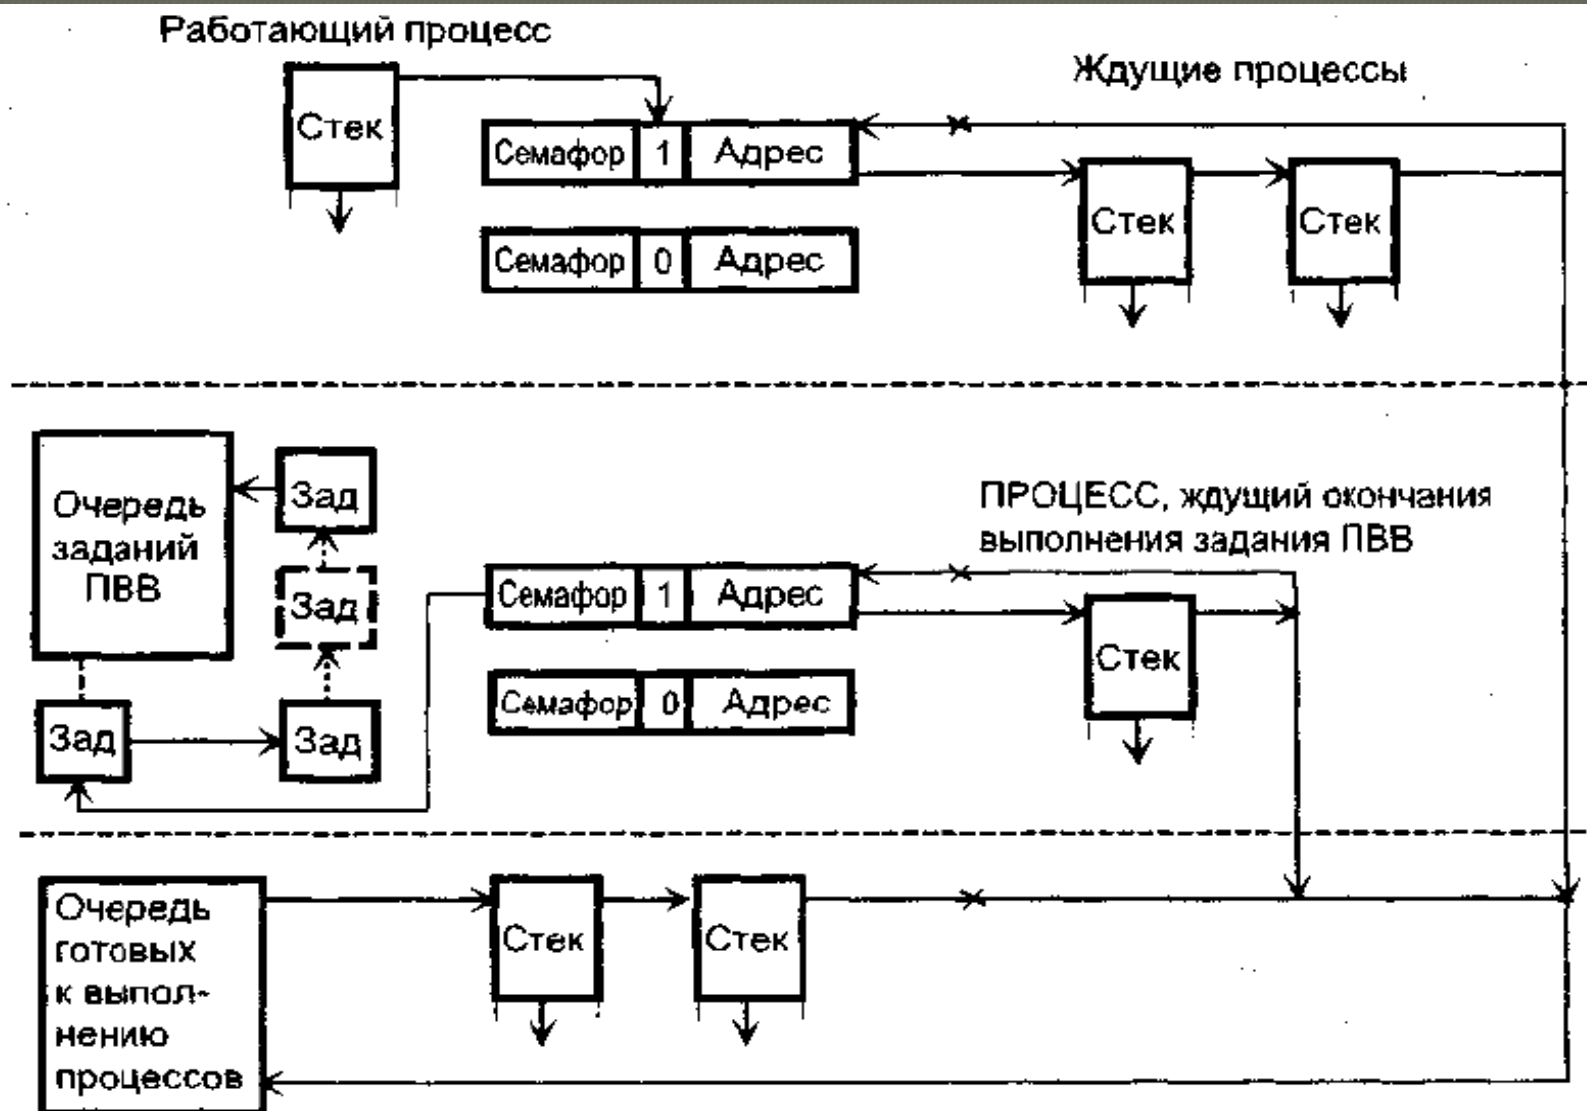 Работающий процесс
Ждущие процессы
Стек
Семафор 1 Адрес
Стек
Стек
Семафор 0 Адрес
Очередь
заданий
ПВВ
Зад
Зад
Зад
Зад
ПРОЦЕСС, ждущий окончания
выполнения задания ПВВ
Семафор 1 Адрес
Стек
Семафор 0 Адрес
Очередь
готовых
к выпол-
нению
процессов
Стек
Стек